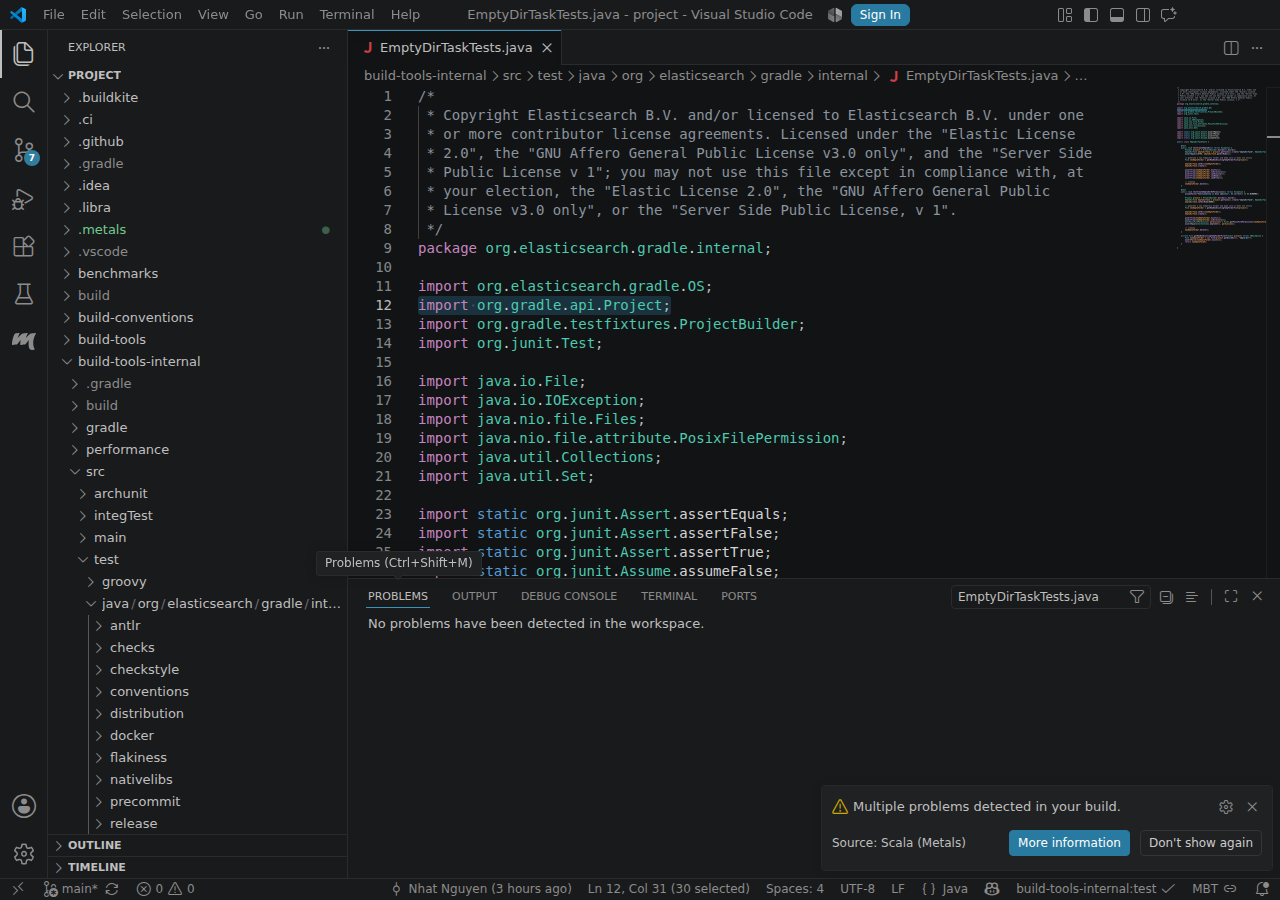 File Edit Selection View Go Run Terminal Help EmptyDirTaskTests.java - project - Visual Studio Code Sign In
EXPLORER
PROJECT
.buildkite
.ci
.github
.gradle
.idea
.libra
.metals
.vscode
benchmarks
build
build-conventions
build-tools
build-tools-internal
.gradle
build
gradle
performance
src
archunit
integTest
main
test
groovy
java/org/elasticsearch/gradle/int...
antlr
checks
checkstyle
conventions
distribution
docker
flakiness
nativelibs
precommit
release
OUTLINE
TIMELINE
7
EmptyDirTaskTests.java
build-tools-internal > src > test > java > org > elasticsearch > gradle > internal > EmptyDirTaskTests.java > ...
1 /*
2 * Copyright Elasticsearch B.V. and/or licensed to Elasticsearch B.V. under one
3 * or more contributor license agreements. Licensed under the "Elastic License
4 * 2.0", the "GNU Affero General Public License v3.0 only", and the "Server Side
5 * Public License v 1"; you may not use this file except in compliance with, at
6 * your election, the "Elastic License 2.0", the "GNU Affero General Public
7 * License v3.0 only", or the "Server Side Public License, v 1".
8 */
9 package org.elasticsearch.gradle.internal;
10
11 import org.elasticsearch.gradle.OS;
12 import org.gradle.api.Project;
13 import org.gradle.testfixtures.ProjectBuilder;
14 import org.junit.Test;
15
16 import java.io.File;
17 import java.io.IOException;
18 import java.nio.file.Files;
19 import java.nio.file.attribute.PosixFilePermission;
20 import java.util.Collections;
21 import java.util.Set;
22
23 import static org.junit.Assert.assertEquals;
24 import static org.junit.Assert.assertFalse;
static org.junit.Assert.assertTrue;
static org.junit.Assume.assumeFalse;
Problems (Ctrl+Shift+M)
PROBLEMS OUTPUT DEBUG CONSOLE TERMINAL PORTS EmptyDirTaskTests.java
No problems have been detected in the workspace.
Multiple problems detected in your build.
Source: Scala (Metals) More information Don't show again
main* 0 0 Nhat Nguyen (3 hours ago) Ln 12, Col 31 (30 selected) Spaces: 4 UTF-8 LF { } Java build-tools-internal:test MBT